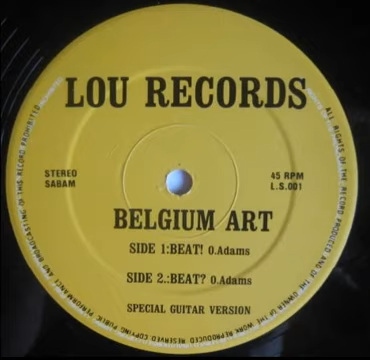 LOU RECORDS
STEREO
SABAM
45 RPM
L.S.001
BELGIUM ART
SIDE 1:BEAT! O.Adams
SIDE 2.:BEAT? O.Adams
SPECIAL GUITAR VERSION
ALL RIGHTS OF THE RECORD PRODUCED AND OF THE OWNER OF THE WORK REPRODUCED RESERVED COPYING PUBLIC PERFORMANCE AND BROADCASTING OF THIS RECORD PROHIBITED